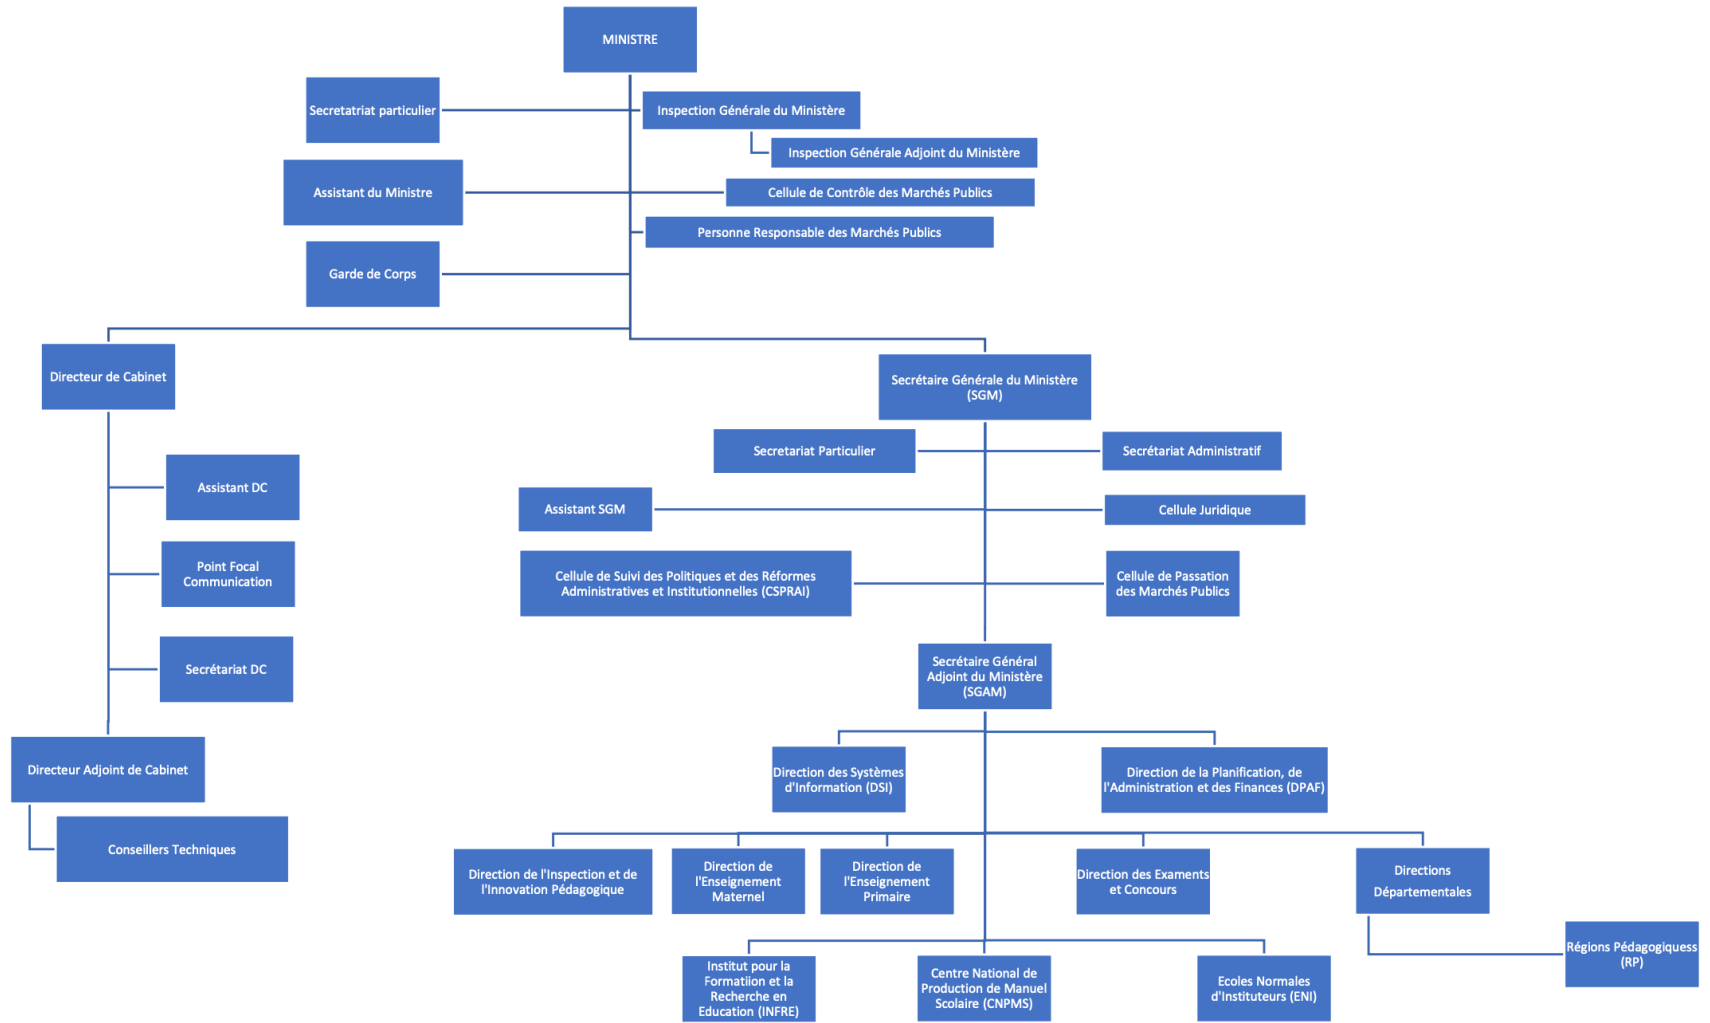 MINISTRE
Secretatriat particulier
Inspection Générale du Ministère
Inspection Générale Adjoint du Ministère
Assistant du Ministre
Cellule de Contrôle des Marchés Publics
Personne Responsable des Marchés Publics
Garde de Corps
Directeur de Cabinet
Secrétaire Générale du Ministère
(SGM)
Secretariat Particulier
Secrétariat Administratif
Assistant DC
Assistant SGM
Cellule Juridique
Point Focal
Communication
Cellule de Suivi des Politiques et des Réformes
Administratives et Institutionnelles (CSPRAI)
Cellule de Passation
des Marchés Publics
Secrétariat DC
Secrétaire Général
Adjoint du Ministère
(SGAM)
Directeur Adjoint de Cabinet
Direction des Systèmes
d'Information (DSI)
Direction de la Planification, de
l'Administration et des Finances (DPAF)
Conseillers Techniques
Direction de l'Inspection et de
l'Innovation Pédagogique
Direction de
l'Enseignement
Maternel
Direction de
l'Enseignement
Primaire
Direction des Examents
et Concours
Directions
Départementales
Régions Pédagogiquess
(RP)
Institut pour la
Formatiion et la
Recherche en
Education (INFRE)
Centre National de
Production de Manuel
Scolaire (CNPMS)
Ecoles Normales
d'Instituteurs (ENI)